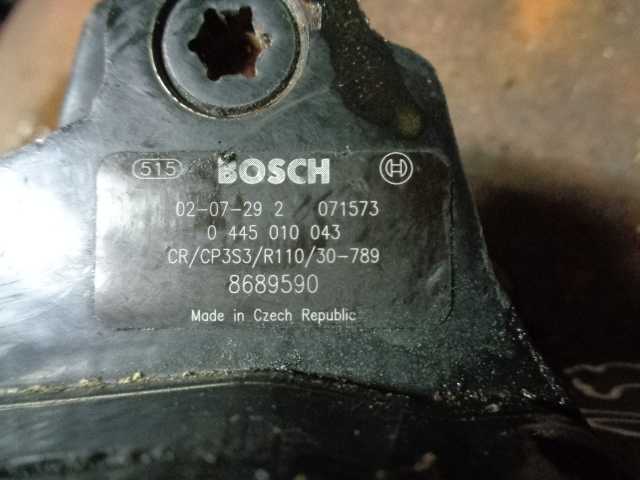 515 BOSCH
02-07-29 2 071573
0 445 010 043
CR/CP3S3/R110/30-789
8689590
Made in Czech Republic